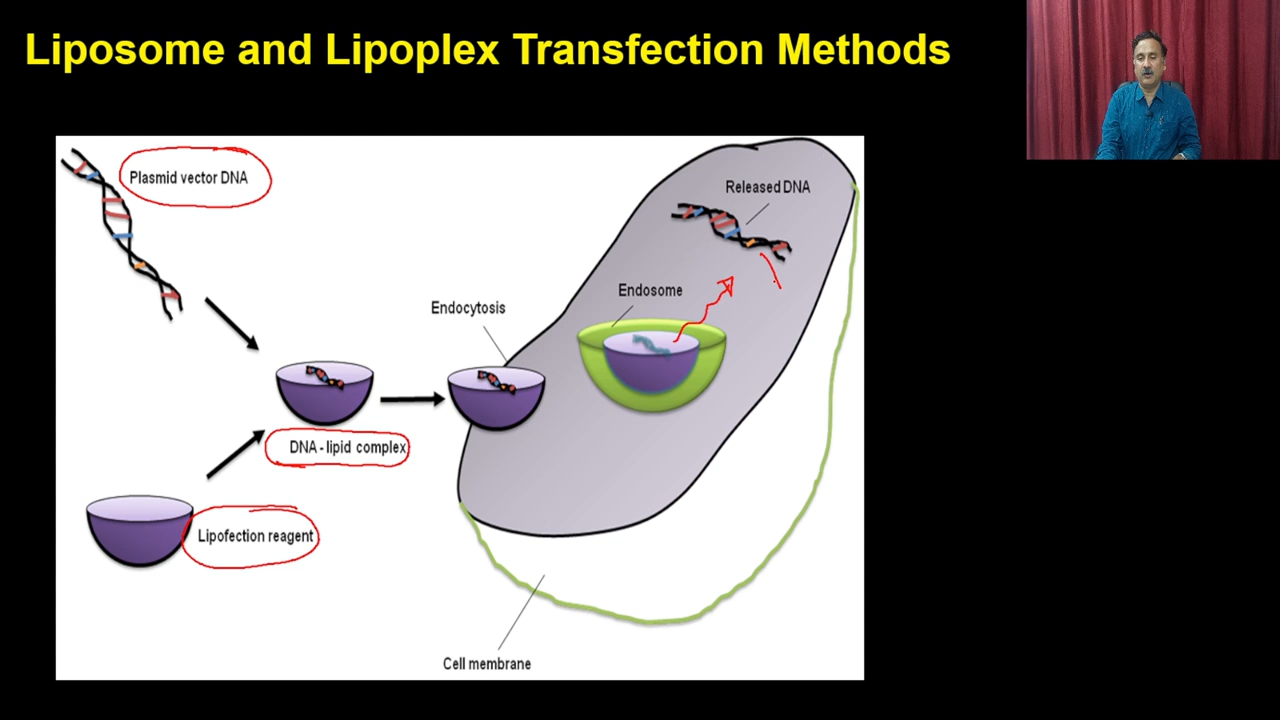 Liposome and Lipoplex Transfection Methods
Plasmid vector DNA
Released DNA
Endosome
Endocytosis
DNA - lipid complex
Lipofection reagent
Cell membrane